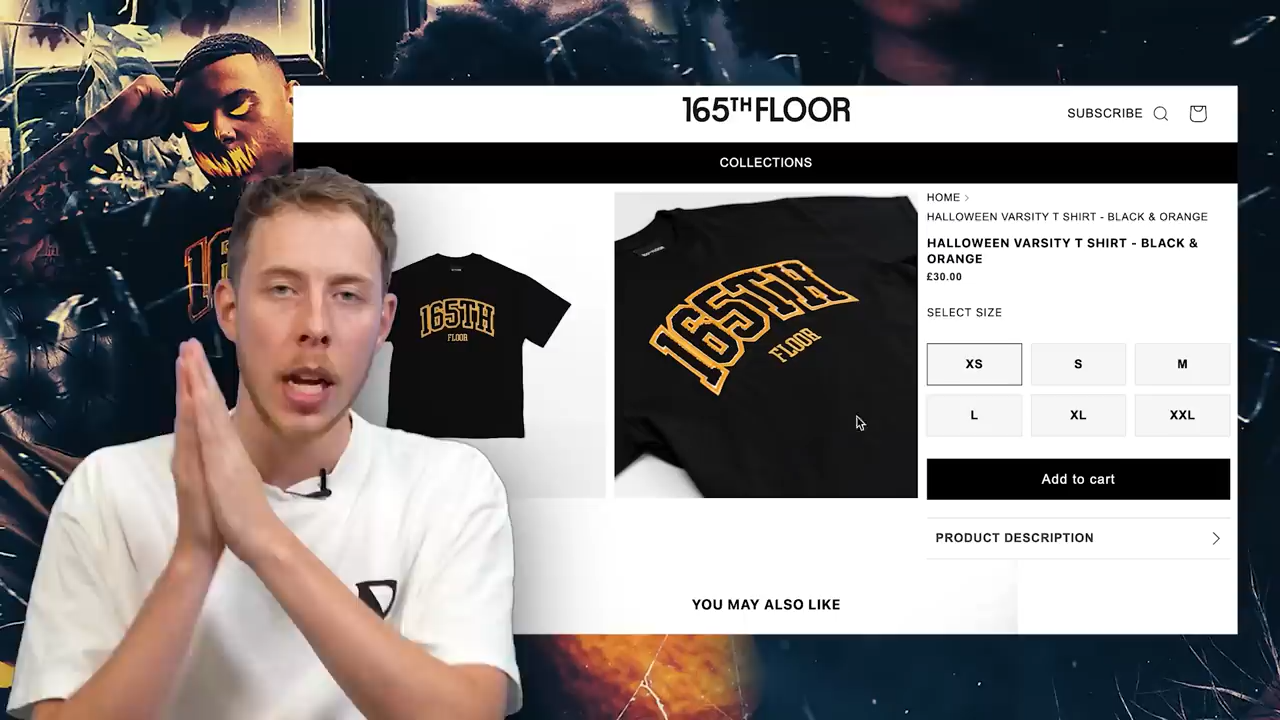 165TH FLOOR
SUBSCRIBE
COLLECTIONS
HOME >
HALLOWEEN VARSITY T SHIRT - BLACK & ORANGE
HALLOWEEN VARSITY T SHIRT - BLACK &
ORANGE
£30.00
SELECT SIZE
XS S M
L XL XXL
Add to cart
PRODUCT DESCRIPTION
165TH
FLOOR
165TH
FLOOR
YOU MAY ALSO LIKE